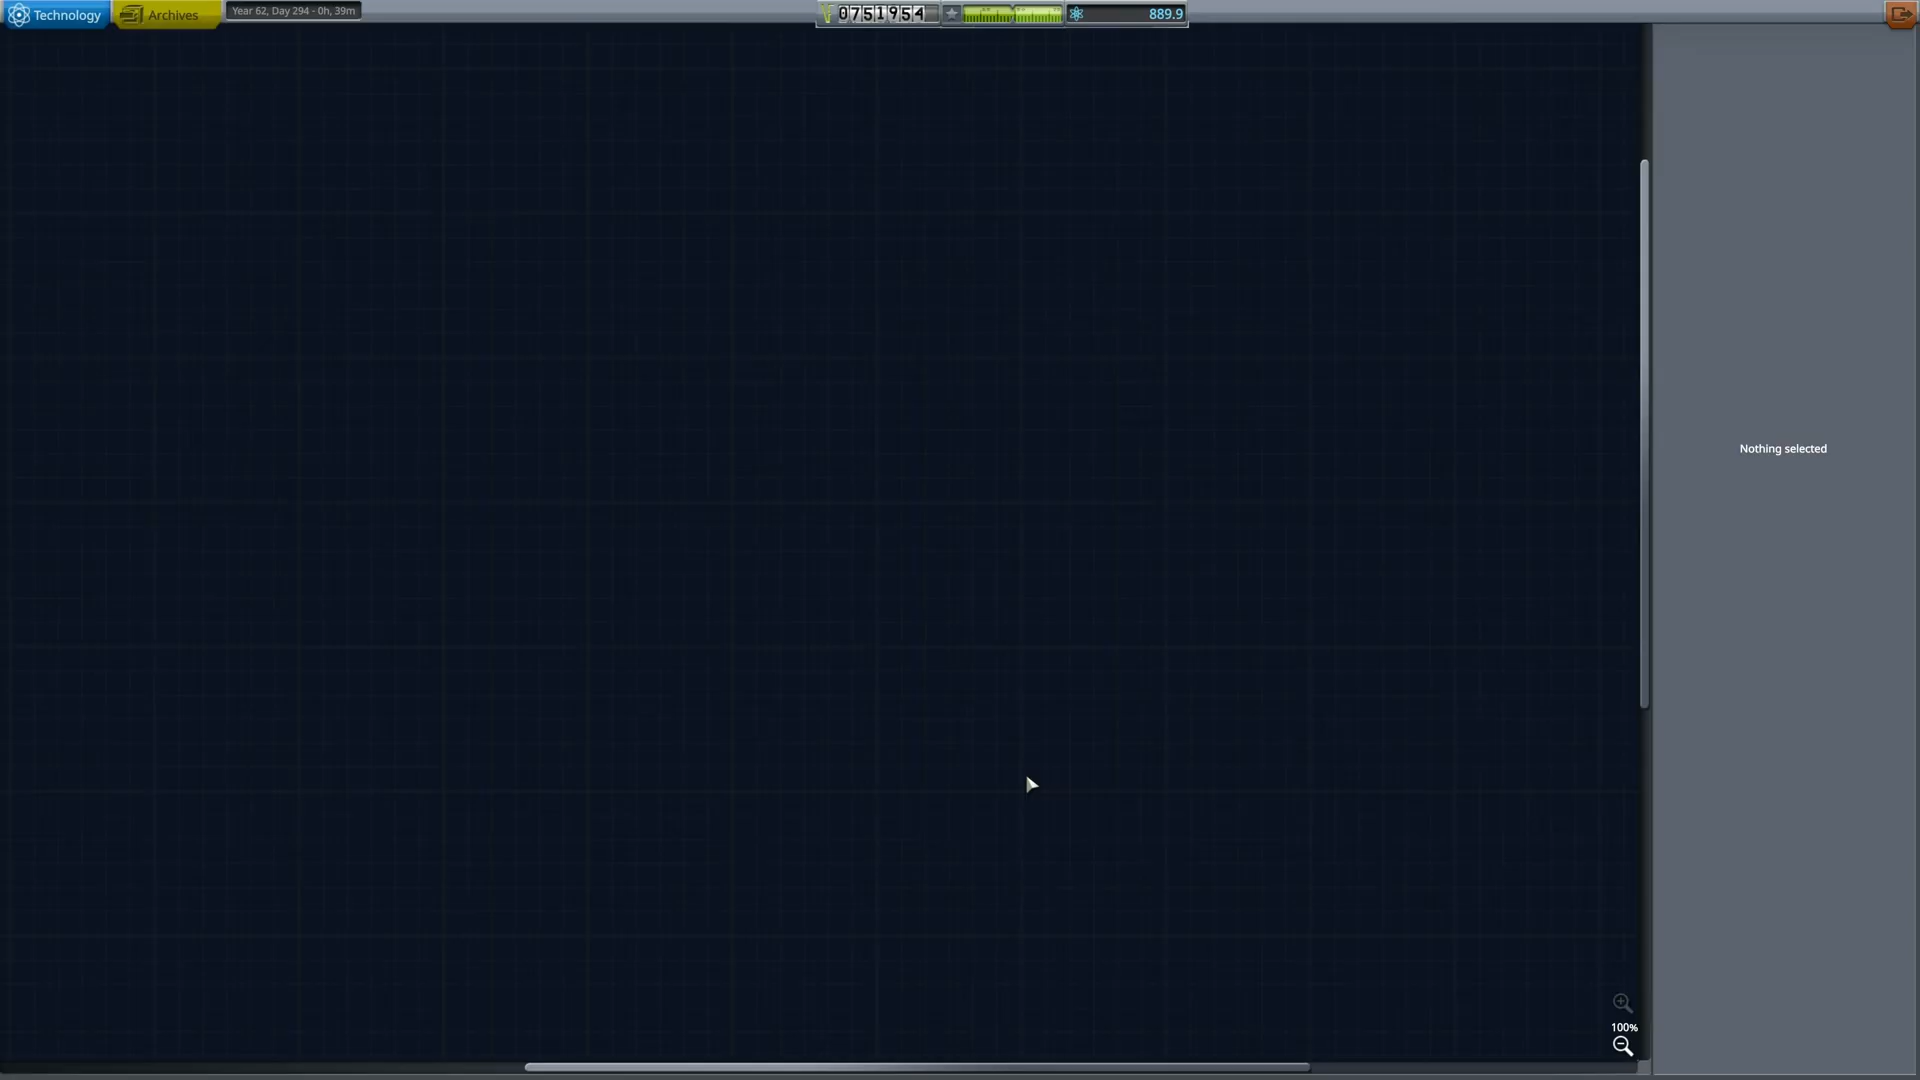 Technology
Archives
Year 62, Day 294 - 0h, 39m
0751954
889.9
Nothing selected
100%